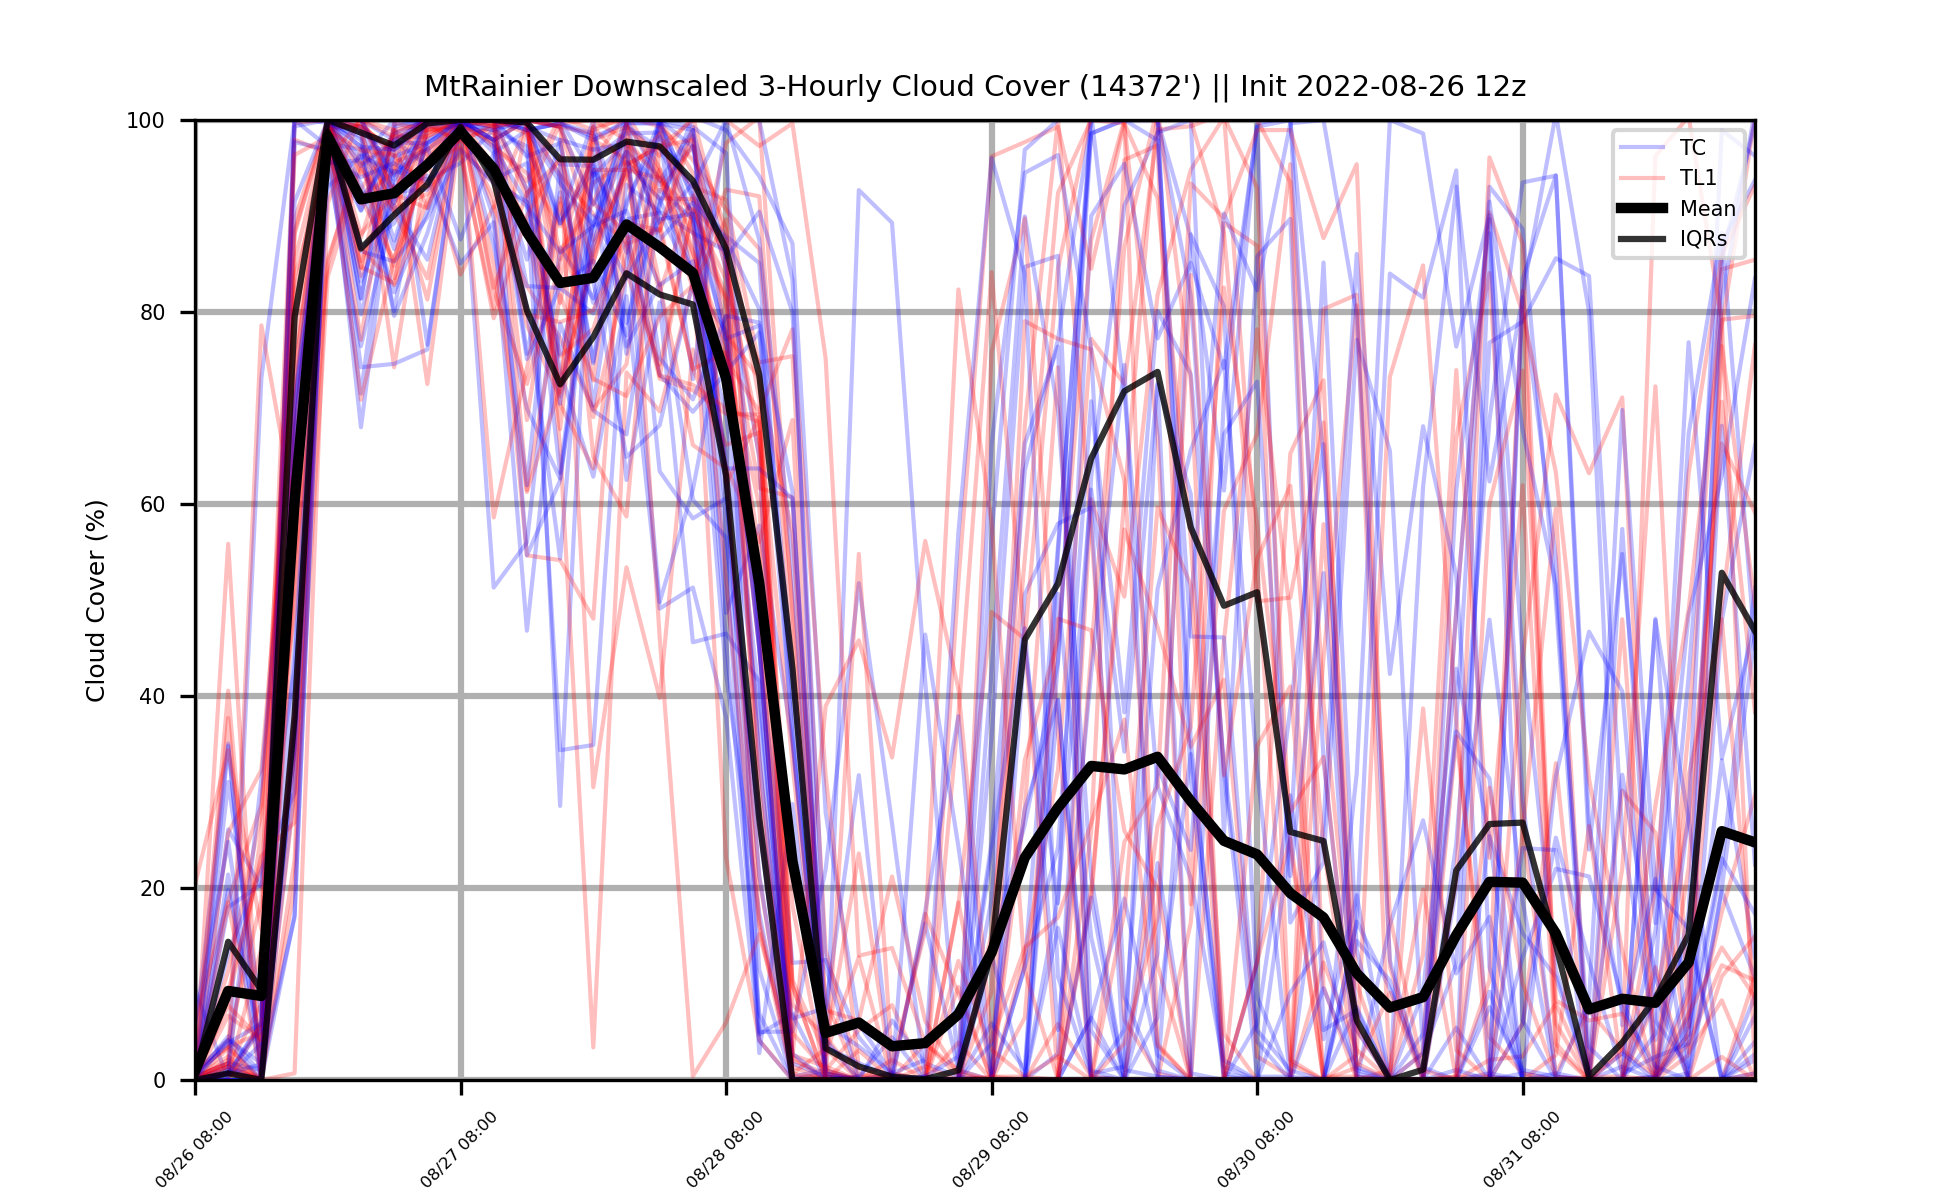 MtRainier Downscaled 3-Hourly Cloud Cover (14372') || Init 2022-08-26 12z
Cloud Cover (%)
100
80
60
40
20
0
TC
TL1
Mean
IQRs
08/26 08:00
08/27 08:00
08/28 08:00
08/29 08:00
08/30 08:00
08/31 08:00